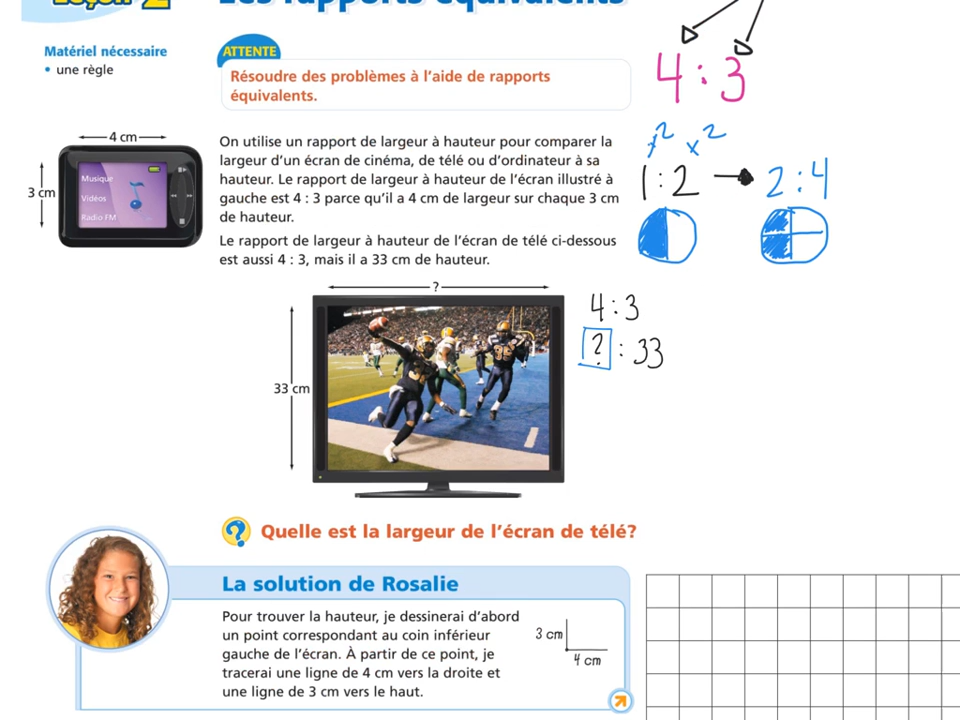 Leçon 2
Les rapports équivalents
Matériel nécessaire
• une règle
ATTENTE
Résoudre des problèmes à l'aide de rapports
équivalents.
4 : 3
4 cm
3 cm
Musique
Vidéos
Radio FM
On utilise un rapport de largeur à hauteur pour comparer la
largeur d'un écran de cinéma, de télé ou d'ordinateur à sa
hauteur. Le rapport de largeur à hauteur de l'écran illustré à
gauche est 4 : 3 parce qu'il a 4 cm de largeur sur chaque 3 cm
de hauteur.
Le rapport de largeur à hauteur de l'écran de télé ci-dessous
est aussi 4 : 3, mais il a 33 cm de hauteur.
x2 x2
1 : 2 → 2 : 4
?
33 cm
4 : 3
? : 33
? Quelle est la largeur de l'écran de télé?
La solution de Rosalie
Pour trouver la hauteur, je dessinerai d'abord
un point correspondant au coin inférieur
gauche de l'écran. À partir de ce point, je
tracerai une ligne de 4 cm vers la droite et
une ligne de 3 cm vers le haut.
3 cm
4 cm